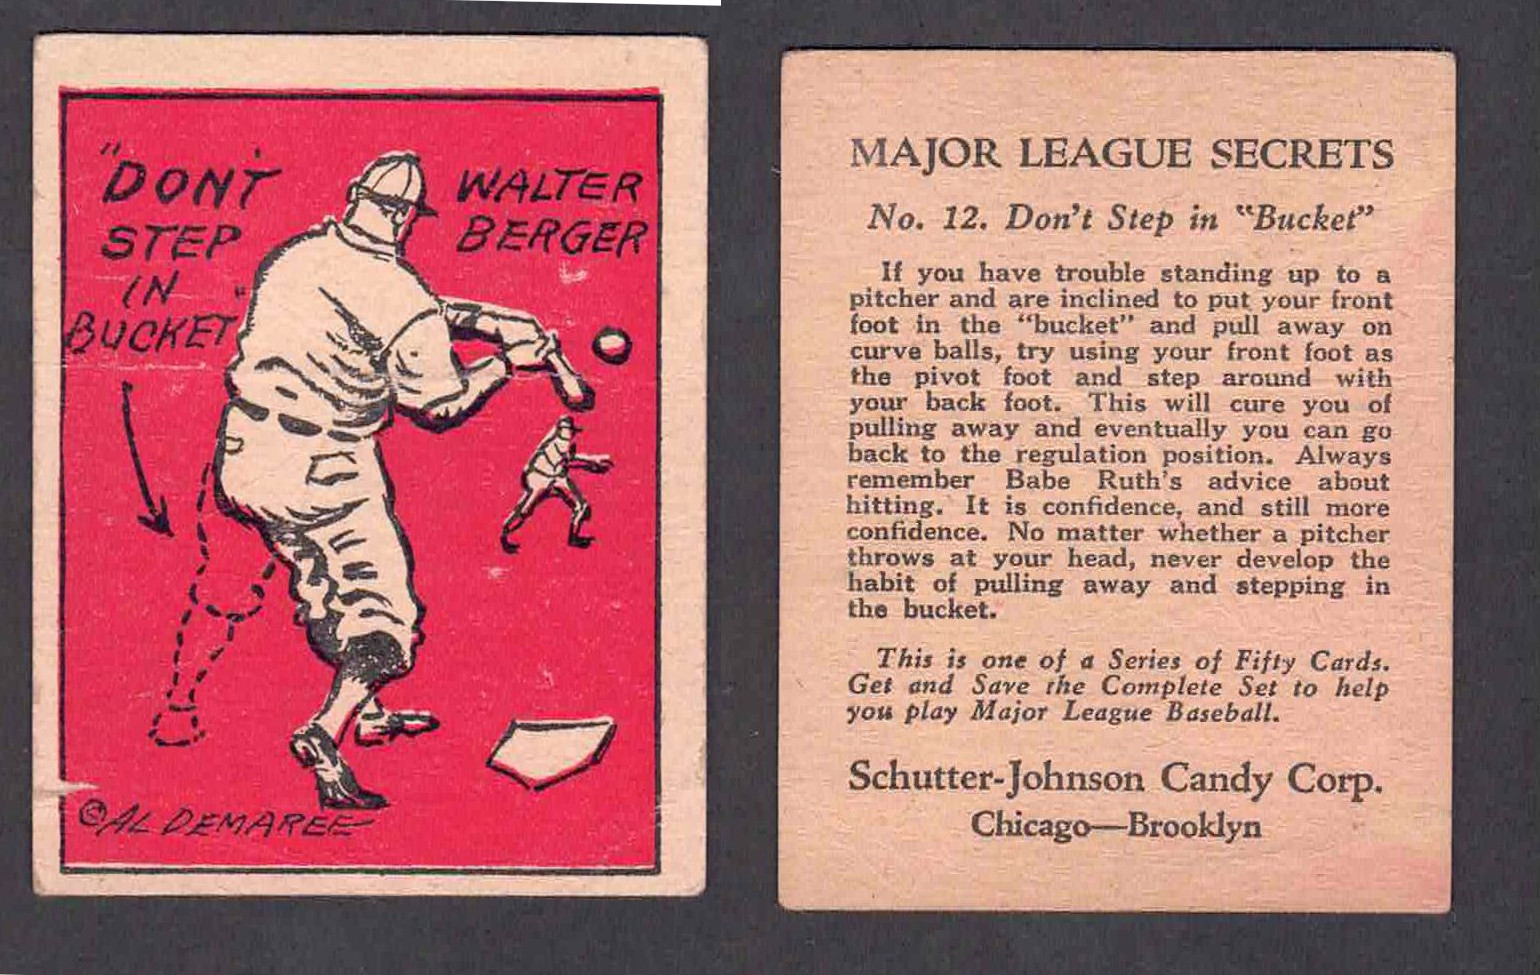 "DON'T
STEP
IN
BUCKET"
WALTER
BERGER
©AL DEMAREE
MAJOR LEAGUE SECRETS
No. 12. Don't Step in "Bucket"
If you have trouble standing up to a
pitcher and are inclined to put your front
foot in the "bucket" and pull away on
curve balls, try using your front foot as
the pivot foot and step around with
your back foot. This will cure you of
pulling away and eventually you can go
back to the regulation position. Always
remember Babe Ruth's advice about
hitting. It is confidence, and still more
confidence. No matter whether a pitcher
throws at your head, never develop the
habit of pulling away and stepping in
the bucket.
This is one of a Series of Fifty Cards.
Get and Save the Complete Set to help
you play Major League Baseball.
Schutter-Johnson Candy Corp.
Chicago—Brooklyn